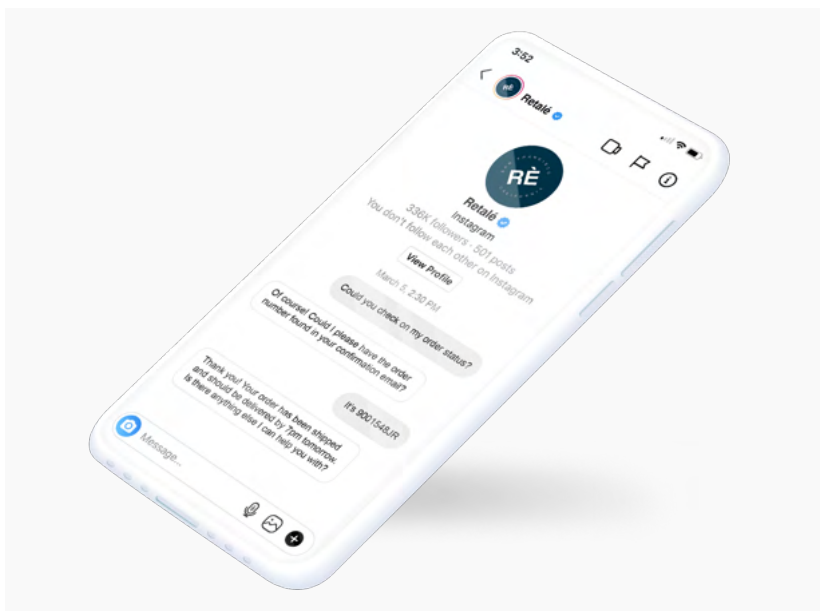 3:52
RÈ
Retalé
RÈ
Retalé
Instagram
336K followers · 501 posts
You don't follow each other on Instagram
View Profile
March 5, 2:30 PM
Could you check on my order status?
Of course! Could I please have the order
number found in your confirmation email?
It's 9001548JR
Thank you! Your order has been shipped
and should be delivered by 7pm tomorrow.
Is there anything else I can help you with?
Message...